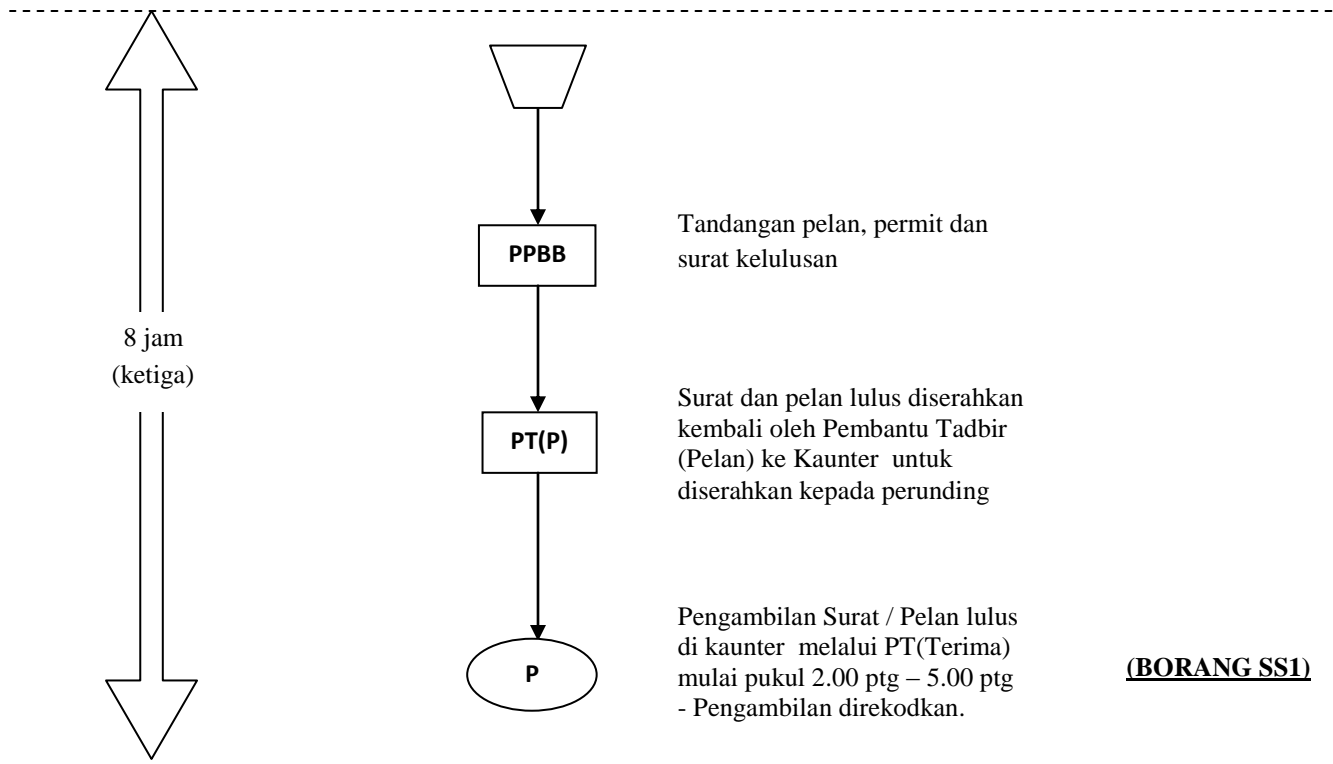 PPBB
Tandangan pelan, permit dan
surat kelulusan
8 jam
(ketiga)
PT(P)
Surat dan pelan lulus diserahkan
kembali oleh Pembantu Tadbir
(Pelan) ke Kaunter untuk
diserahkan kepada perunding
P
Pengambilan Surat / Pelan lulus
di kaunter melalui PT(Terima)
mulai pukul 2.00 ptg – 5.00 ptg
- Pengambilan direkodkan.
(BORANG SS1)